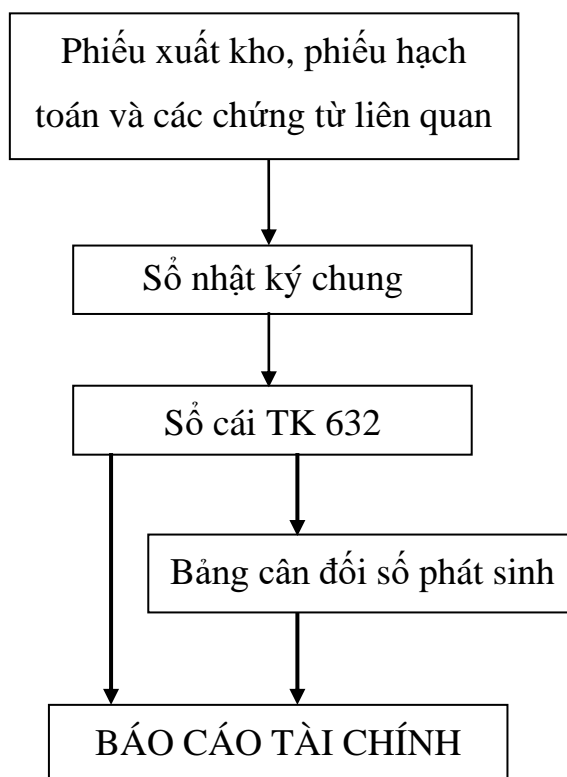 Phiếu xuất kho, phiếu hạch
toán và các chứng từ liên quan
Sổ nhật ký chung
Sổ cái TK 632
Bảng cân đối số phát sinh
BÁO CÁO TÀI CHÍNH